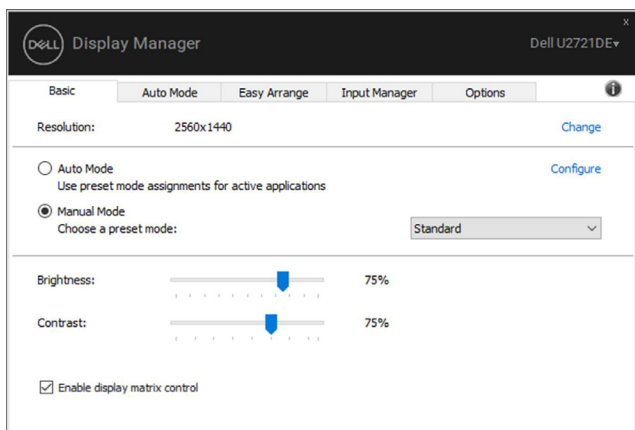 x
DELL Display Manager
Dell U2721DE▾
Basic Auto Mode Easy Arrange Input Manager Options
Resolution: 2560x1440 Change
Auto Mode Configure
Use preset mode assignments for active applications
Manual Mode
Choose a preset mode: Standard
Brightness: 75%
Contrast: 75%
Enable display matrix control